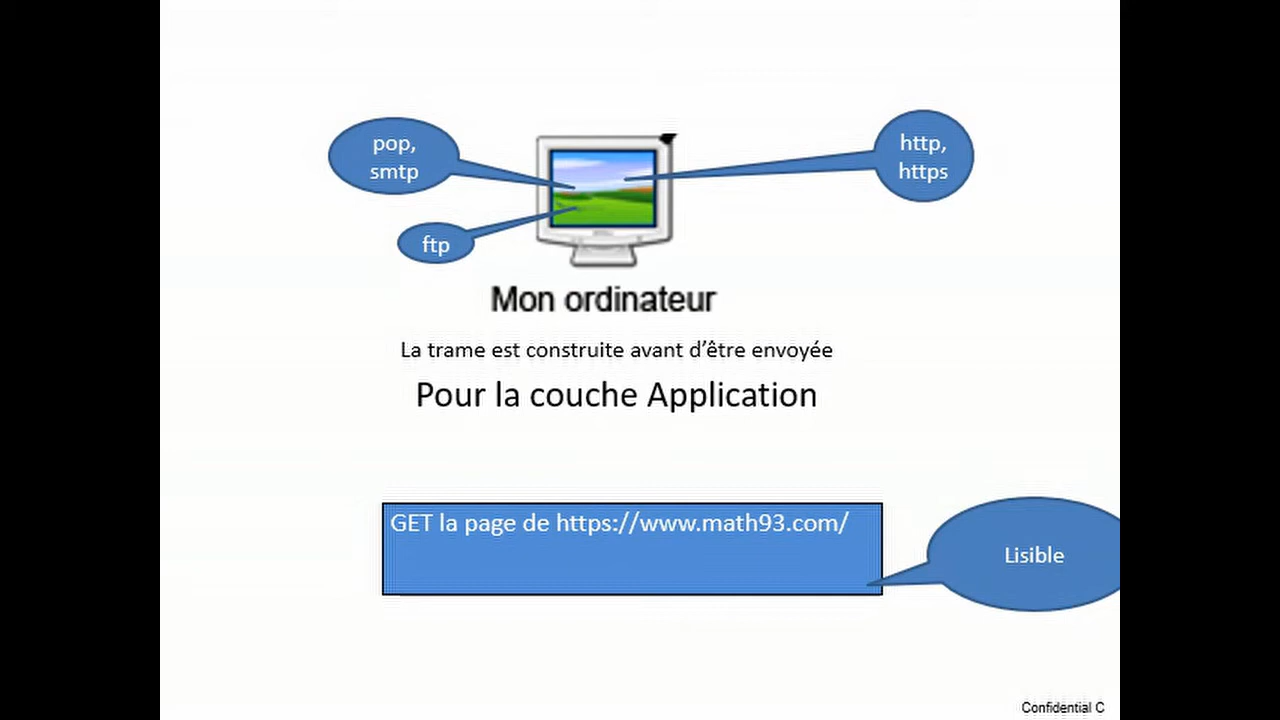 pop,
smtp
http,
https
ftp
Mon ordinateur
La trame est construite avant d’être envoyée
Pour la couche Application
GET la page de https://www.math93.com/
Lisible
Confidential C